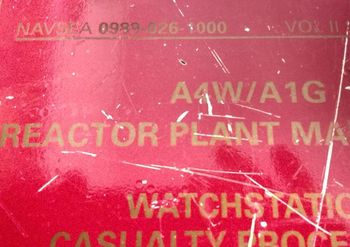 NAVSEA 0989-026-1000 VOL II
A4W/A1G
REACTOR PLANT MA
WATCHSTATIO
CASUALTY PROCE